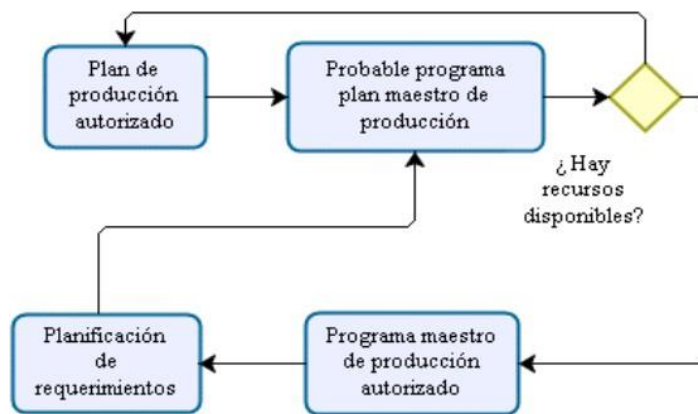 Plan de
producción
autorizado
Probable programa
plan maestro de
producción
¿Hay
recursos
disponibles?
Planificación
de
requerimientos
Programa maestro
de producción
autorizado